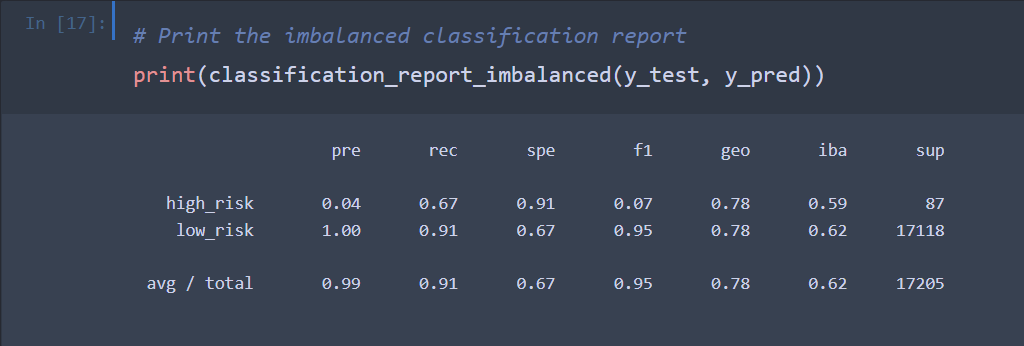 In [17]:
# Print the imbalanced classification report
print(classification_report_imbalanced(y_test, y_pred))
pre rec spe f1 geo iba sup
high_risk 0.04 0.67 0.91 0.07 0.78 0.59 87
low_risk 1.00 0.91 0.67 0.95 0.78 0.62 17118
avg / total 0.99 0.91 0.67 0.95 0.78 0.62 17205